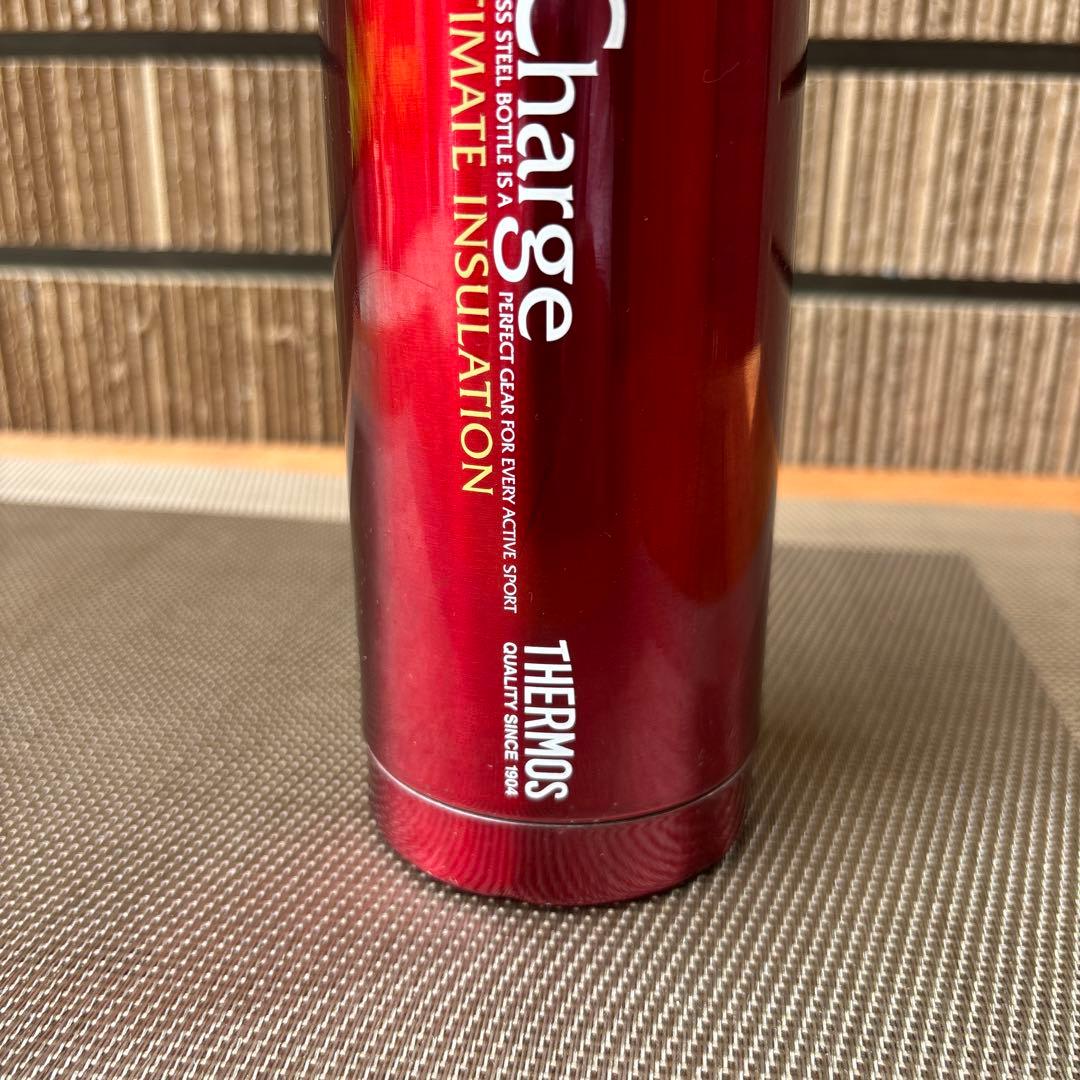 Charge
SS STEEL BOTTLE IS A PERFECT GEAR FOR EVERY ACTIVE SPORT
TIMATE INSULATION
THERMOS
QUALITY SINCE 1904